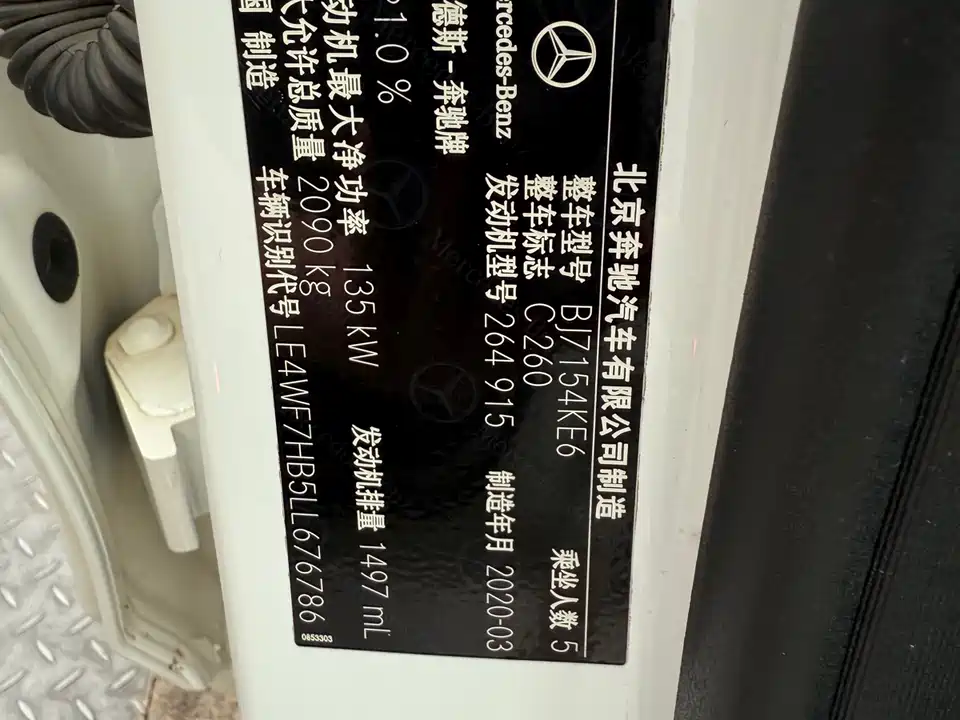 北京奔驰汽车有限公司制造
整车型号 BJ7154KE6 乘坐人数 5
整车标志 C 260
发动机型号 264 915 制造年月 2020-03
rcedes-Benz
德斯-奔驰牌
1.0 %
动机最大净功率 135 kW 发动机排量 1497 mL
允许总质量 2090 kg
制造 车辆识别代号 LE4WF7HB5LL676786
0853303